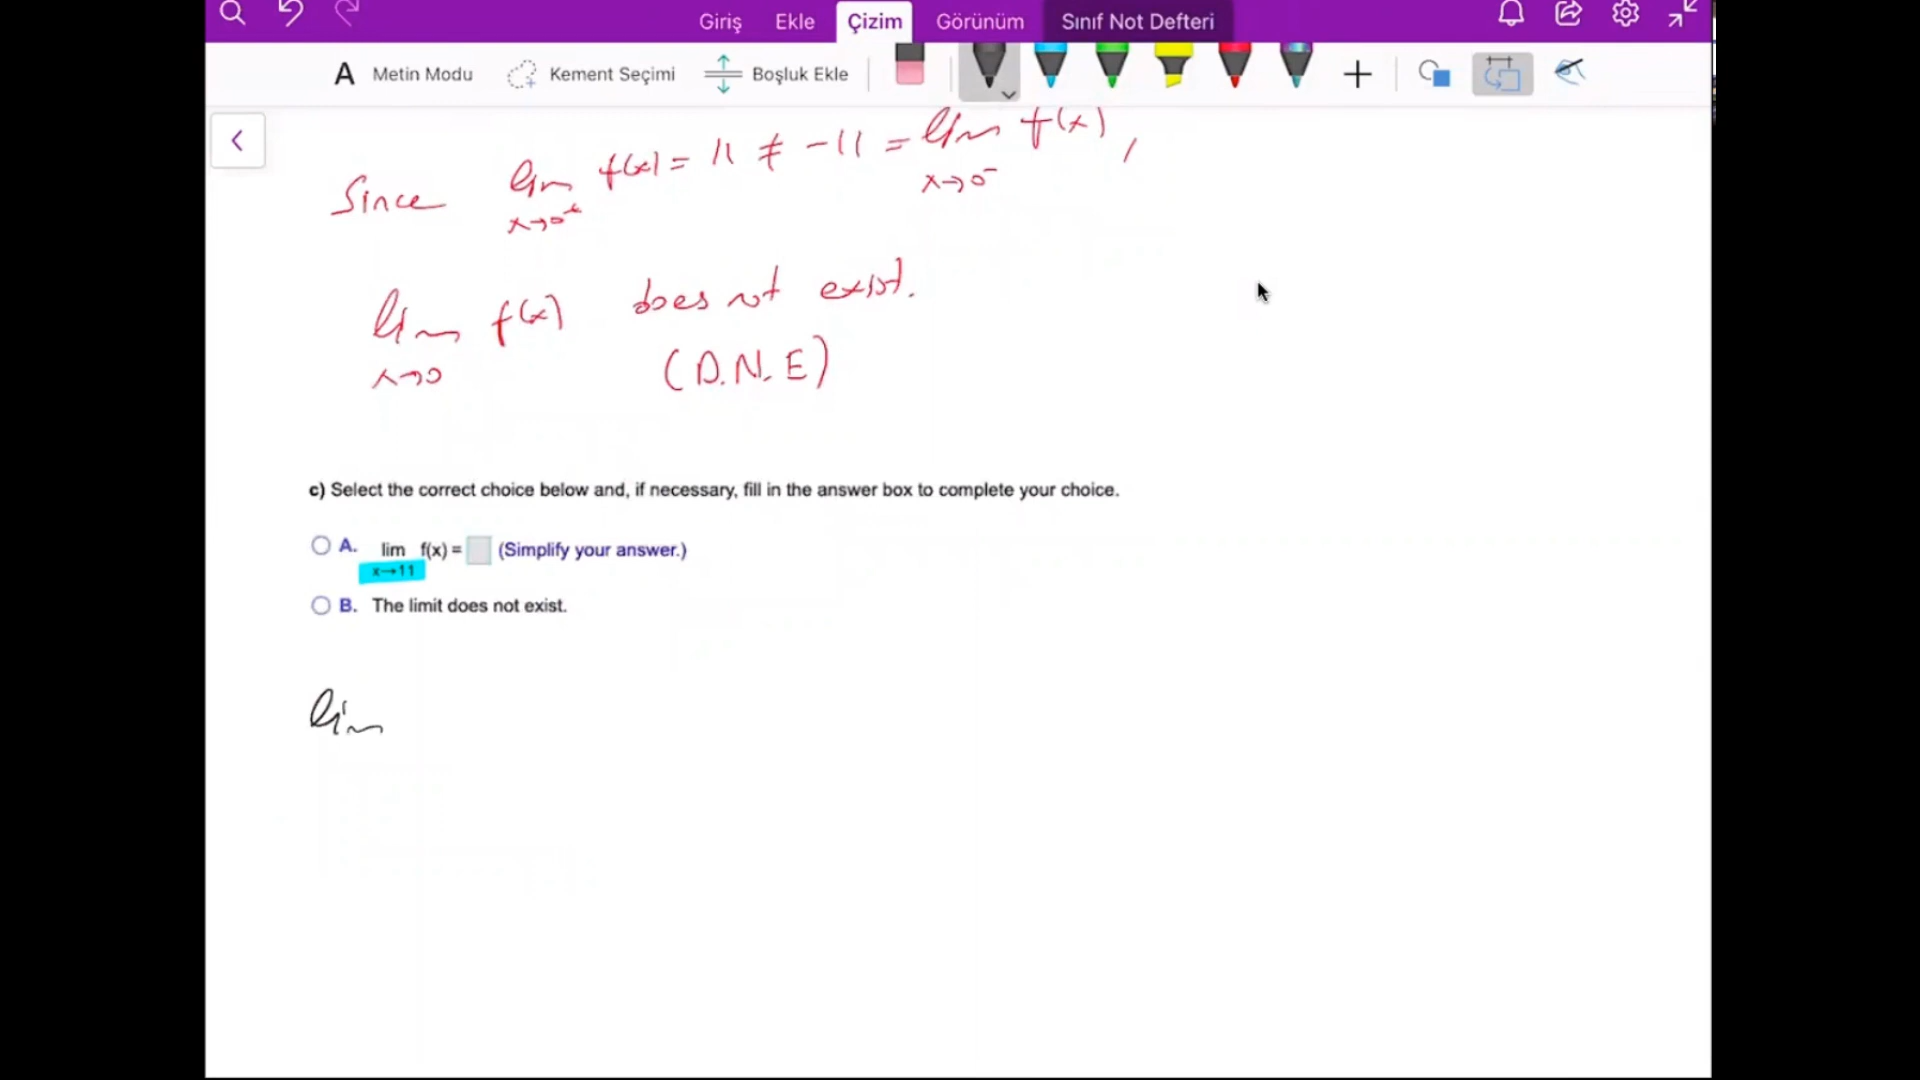 Giriş Ekle Çizim Görünüm Sınıf Not Defteri
A Metin Modu Kement Seçimi Boşluk Ekle
Since lim f(x) = 11 ≠ -11 = lim f(x),
x→0⁺ x→0⁻
lim f(x) does not exist.
x→0 (D.N.E)
c) Select the correct choice below and, if necessary, fill in the answer box to complete your choice.
A. lim f(x) = (Simplify your answer.)
x→11
B. The limit does not exist.
lim